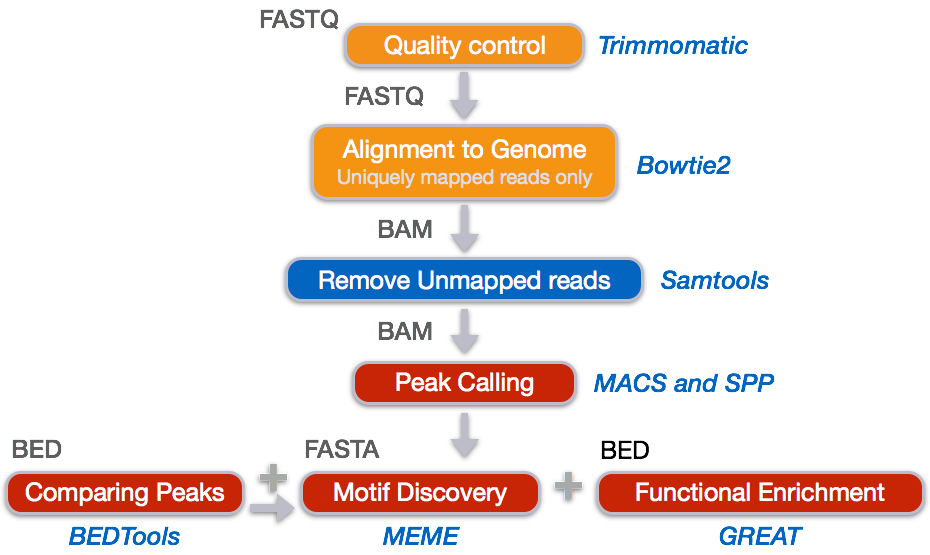 FASTQ
Quality control
Trimmomatic
FASTQ
Alignment to Genome
Uniquely mapped reads only
Bowtie2
BAM
Remove Unmapped reads
Samtools
BAM
Peak Calling
MACS and SPP
BED
FASTA
BED
Comparing Peaks
+
Motif Discovery
+
Functional Enrichment
BEDTools
MEME
GREAT